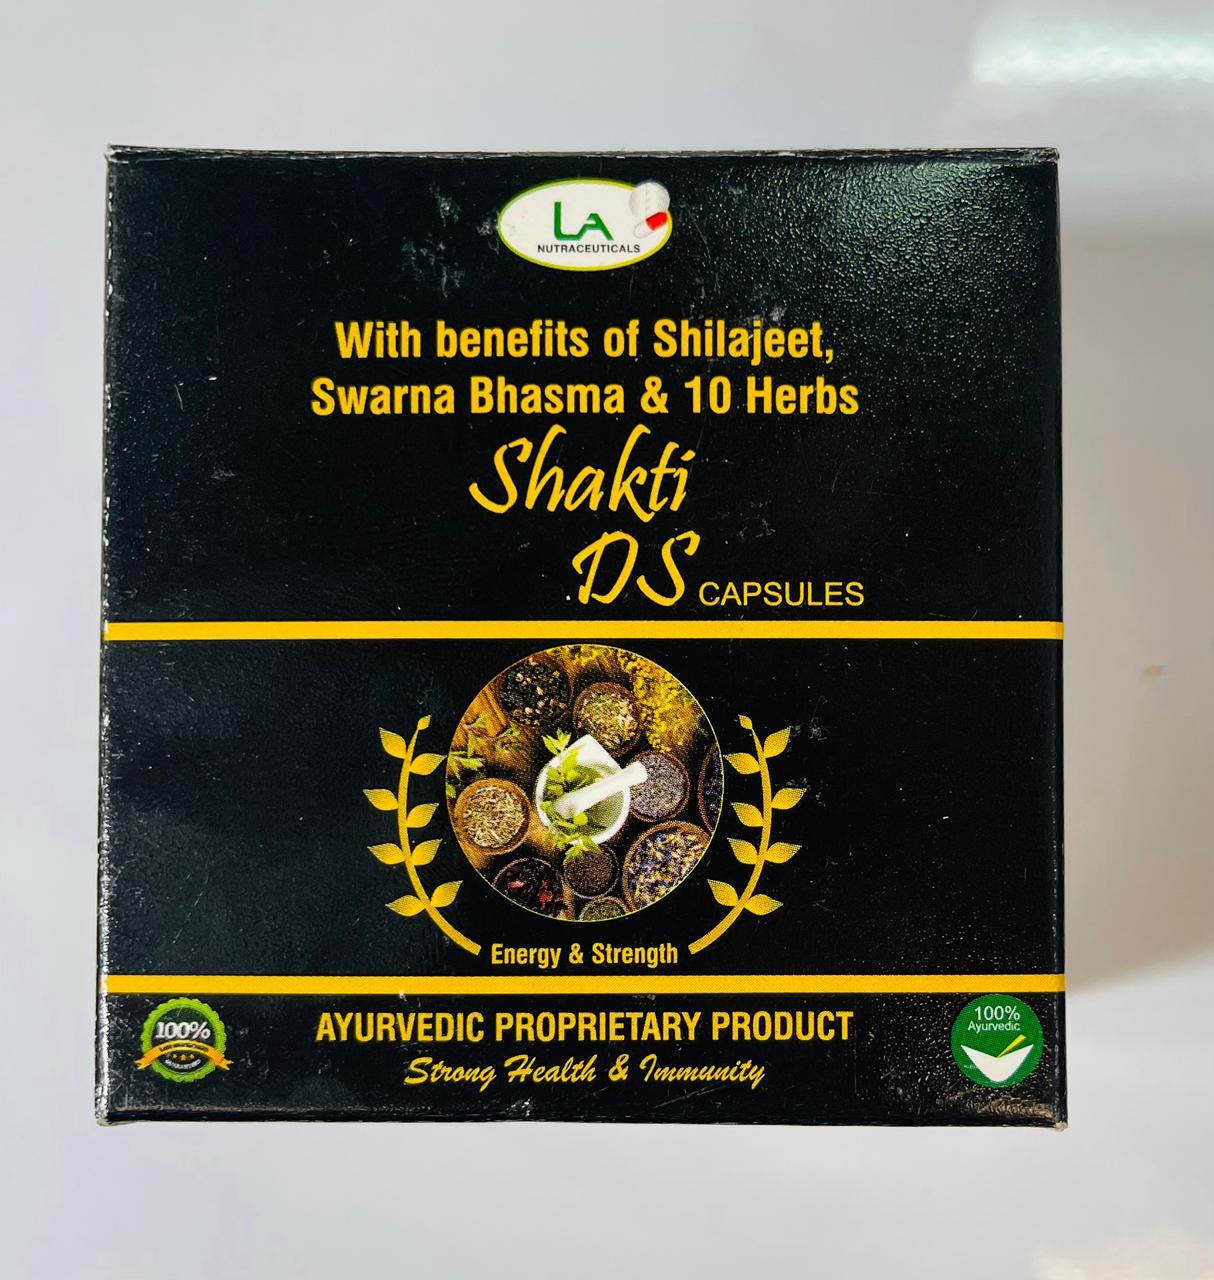 LA
NUTRACEUTICALS
With benefits of Shilajeet,
Swarna Bhasma & 10 Herbs
Shakti
DS CAPSULES
Energy & Strength
100%
AYURVEDIC PROPRIETARY PRODUCT
Strong Health & Immunity
100%
Ayurvedic